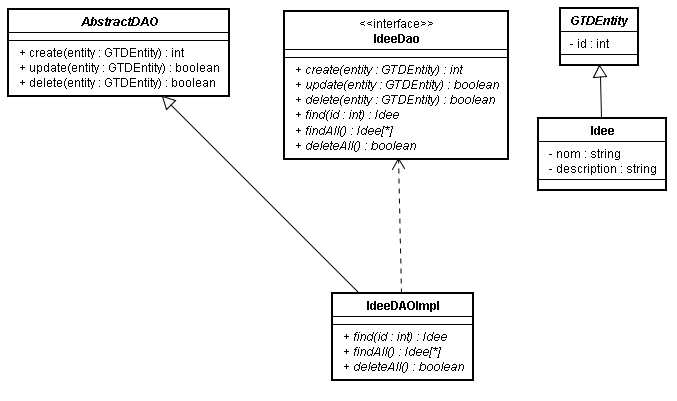 AbstractDAO
+ create(entity : GTDEntity) : int
+ update(entity : GTDEntity) : boolean
+ delete(entity : GTDEntity) : boolean
<<interface>>
IdeeDao
+ create(entity : GTDEntity) : int
+ update(entity : GTDEntity) : boolean
+ delete(entity : GTDEntity) : boolean
+ find(id : int) : Idee
+ findAll() : Idee[*]
+ deleteAll() : boolean
GTDEntity
- id : int
Idee
- nom : string
- description : string
IdeeDAOImpl
+ find(id : int) : Idee
+ findAll() : Idee[*]
+ deleteAll() : boolean